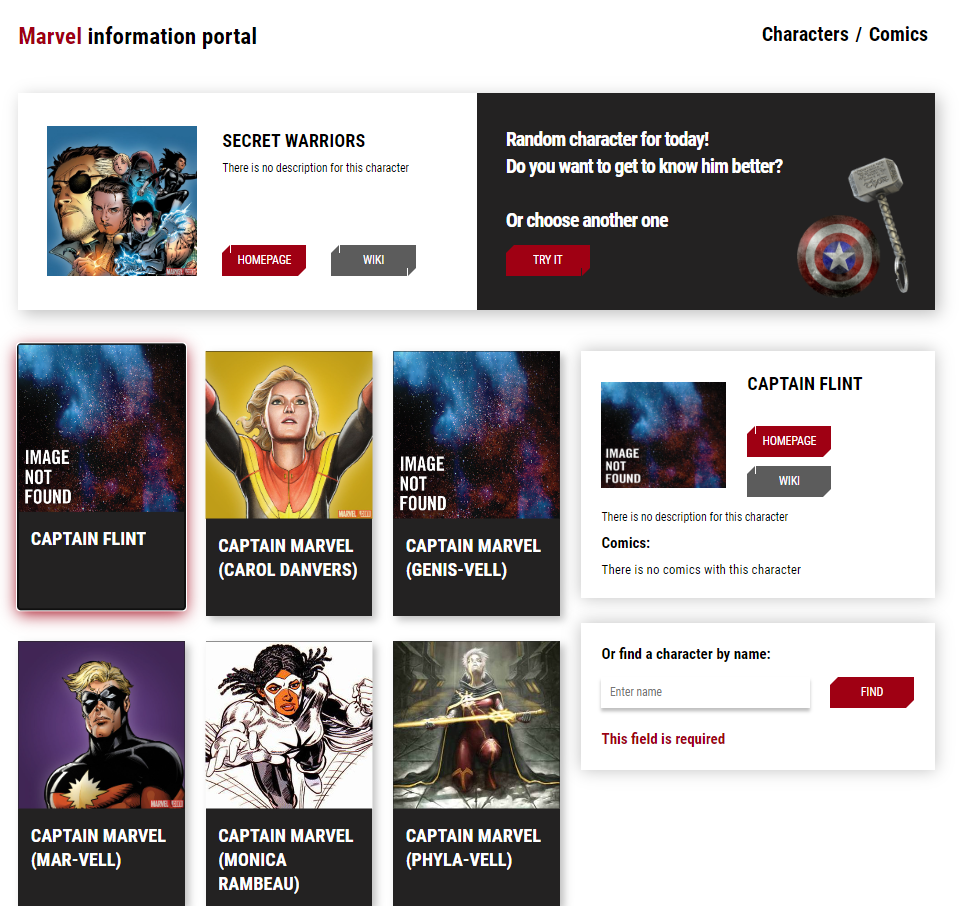 Marvel information portal
Characters / Comics
SECRET WARRIORS
There is no description for this character
HOMEPAGE
WIKI
Random character for today!
Do you want to get to know him better?
Or choose another one
TRY IT
IMAGE
NOT
FOUND
CAPTAIN FLINT
CAPTAIN MARVEL
(CAROL DANVERS)
IMAGE
NOT
FOUND
CAPTAIN MARVEL
(GENIS-VELL)
CAPTAIN MARVEL
(MAR-VELL)
CAPTAIN MARVEL
(MONICA
RAMBEAU)
CAPTAIN MARVEL
(PHYLA-VELL)
IMAGE
NOT
FOUND
CAPTAIN FLINT
HOMEPAGE
WIKI
There is no description for this character
Comics:
There is no comics with this character
Or find a character by name:
Enter name
FIND
This field is required